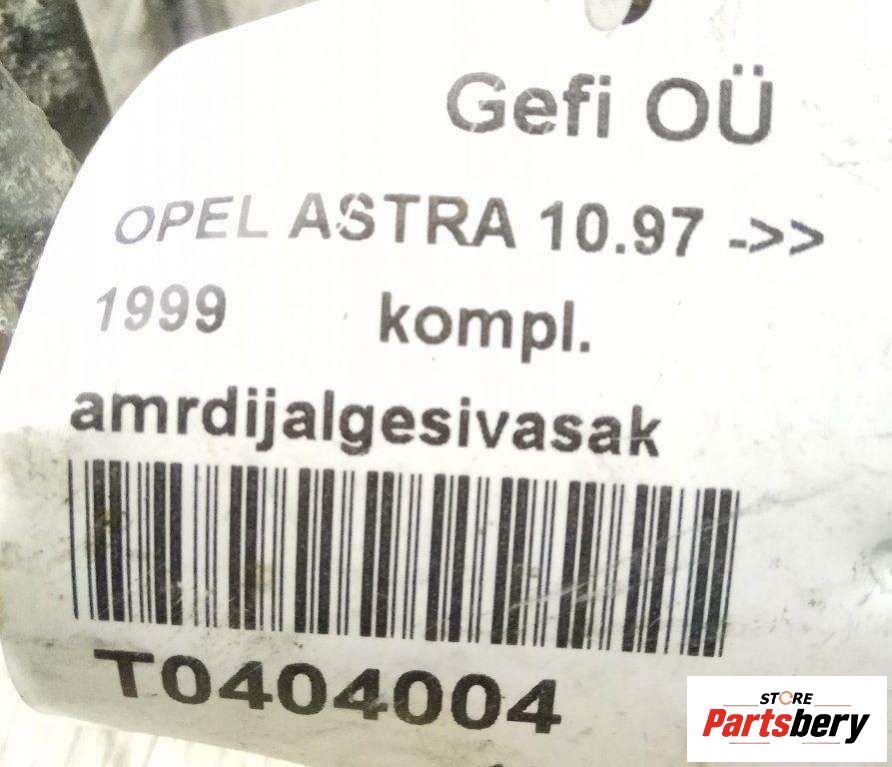 Gefi OÜ
OPEL ASTRA 10.97 ->>
1999 kompl.
amrdijalgesivasak
T0404004
STORE
Partsbery